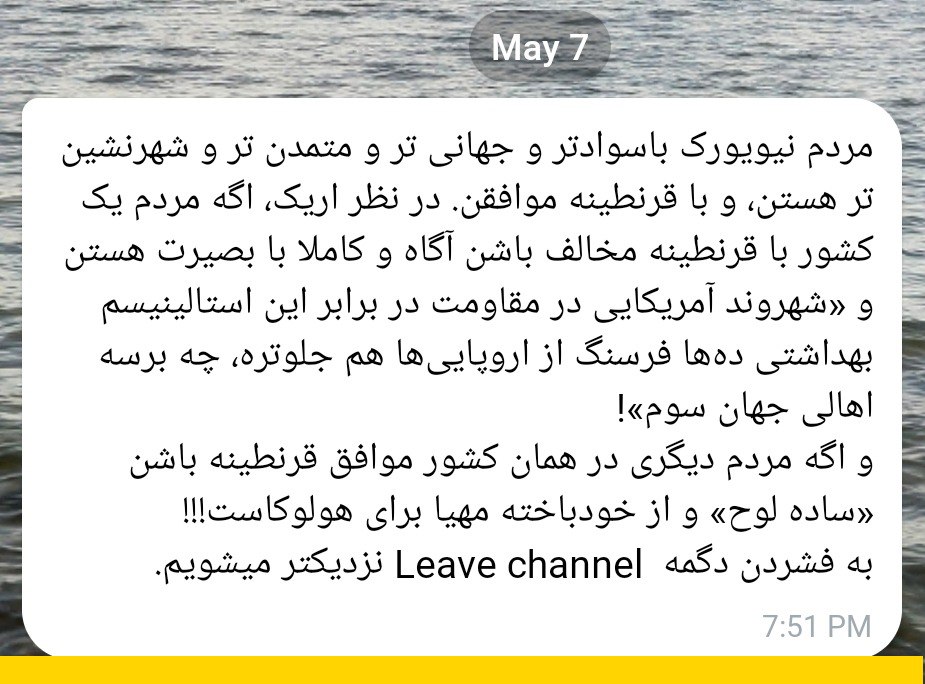 May 7
مردم نیویورک باسوادتر و جهانی تر و متمدن تر و شهرنشین
تر هستن، و با قرنطینه موافقن. در نظر اریک، اگه مردم یک
کشور با قرنطینه مخالف باشن آگاه و کاملا با بصیرت هستن
و «شهروند آمریکایی در مقاومت در برابر این استالینیسم
بهداشتی ده‌ها فرسنگ از اروپایی‌ها هم جلوتره، چه برسه
اهالی جهان سوم»!
و اگه مردم دیگری در همان کشور موافق قرنطینه باشن
«ساده لوح» و از خودباخته مهیا برای هولوکاست!!!
به فشردن دگمه Leave channel نزدیکتر میشویم.
7:51 PM